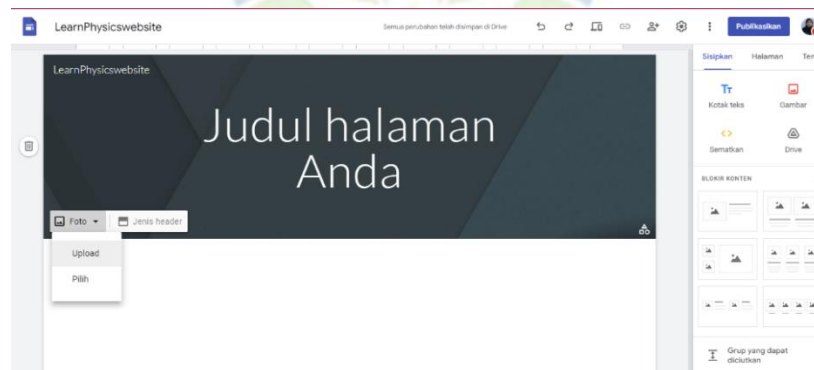 LearnPhysicswebsite
Semua perubahan telah disimpan di Drive
Publikasikan
LearnPhysicswebsite
Judul halaman
Anda
Foto
Jenis header
Upload
Pilih
Sisipkan
Halaman
Kotak teks
Gambar
Sematkan
Drive
BLOKIR KONTEN
Grup yang dapat
diciutkan